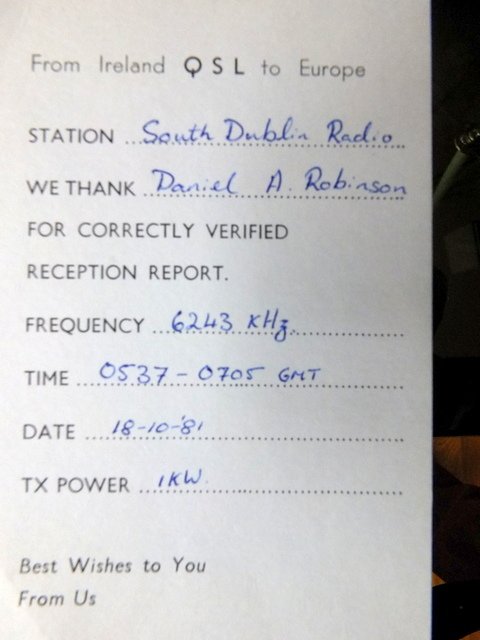 From Ireland QSL to Europe
STATION South Dublin Radio
WE THANK Daniel A. Robinson
FOR CORRECTLY VERIFIED
RECEPTION REPORT.
FREQUENCY 6243 KHz.
TIME 0537 - 0705 GMT
DATE 18-10-'81
TX POWER 1KW.
Best Wishes to You
From Us